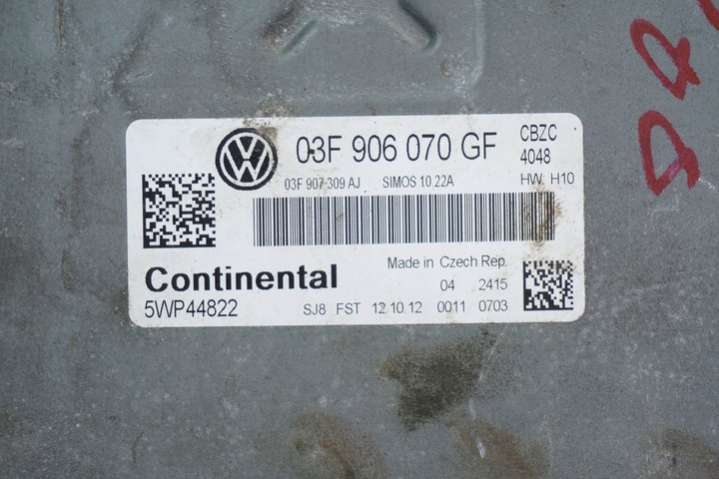 03F 906 070 GF
CBZC
4048
HW H10
03F 907 309 AJ SIMOS 10.22A
Continental
5WP44822
Made in Czech Rep.
04 2415
SJ8 FST 12.10.12 0011 0703